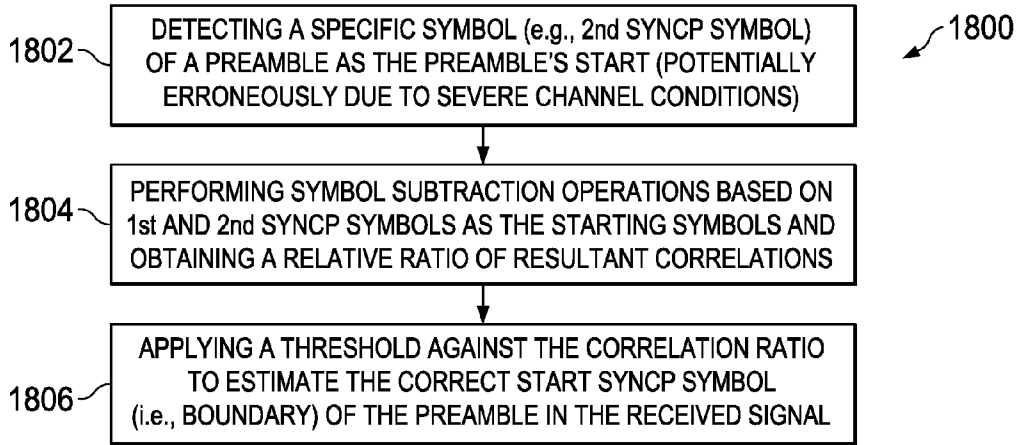 1800
1802
DETECTING A SPECIFIC SYMBOL (e.g., 2nd SYNCP SYMBOL)
OF A PREAMBLE AS THE PREAMBLE'S START (POTENTIALLY
ERRONEOUSLY DUE TO SEVERE CHANNEL CONDITIONS)
1804
PERFORMING SYMBOL SUBTRACTION OPERATIONS BASED ON
1st AND 2nd SYNCP SYMBOLS AS THE STARTING SYMBOLS AND
OBTAINING A RELATIVE RATIO OF RESULTANT CORRELATIONS
1806
APPLYING A THRESHOLD AGAINST THE CORRELATION RATIO
TO ESTIMATE THE CORRECT START SYNCP SYMBOL
(i.e., BOUNDARY) OF THE PREAMBLE IN THE RECEIVED SIGNAL